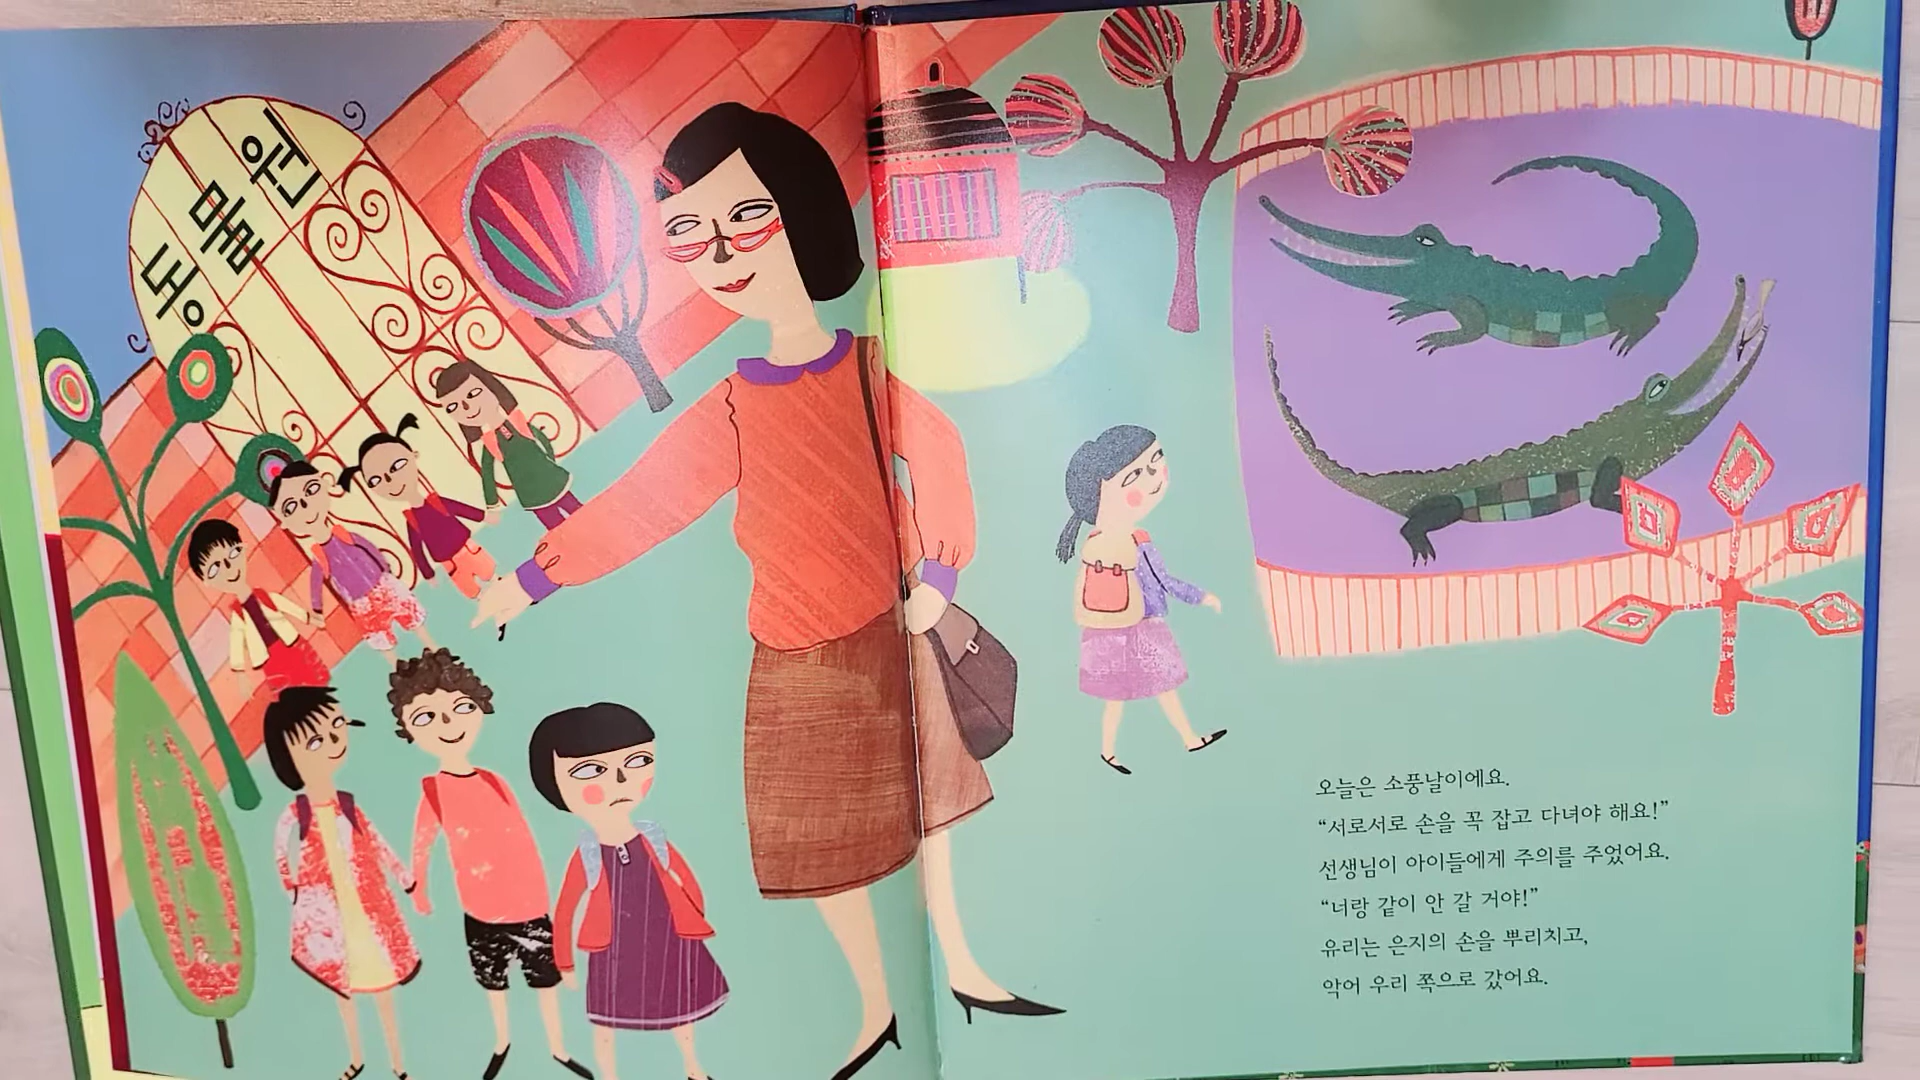 동물원
오늘은 소풍날이에요.
“서로서로 손을 꼭 잡고 다녀야 해요!”
선생님이 아이들에게 주의를 주었어요.
“너랑 같이 안 갈 거야!”
유리는 은지의 손을 뿌리치고,
악어 우리 쪽으로 갔어요.